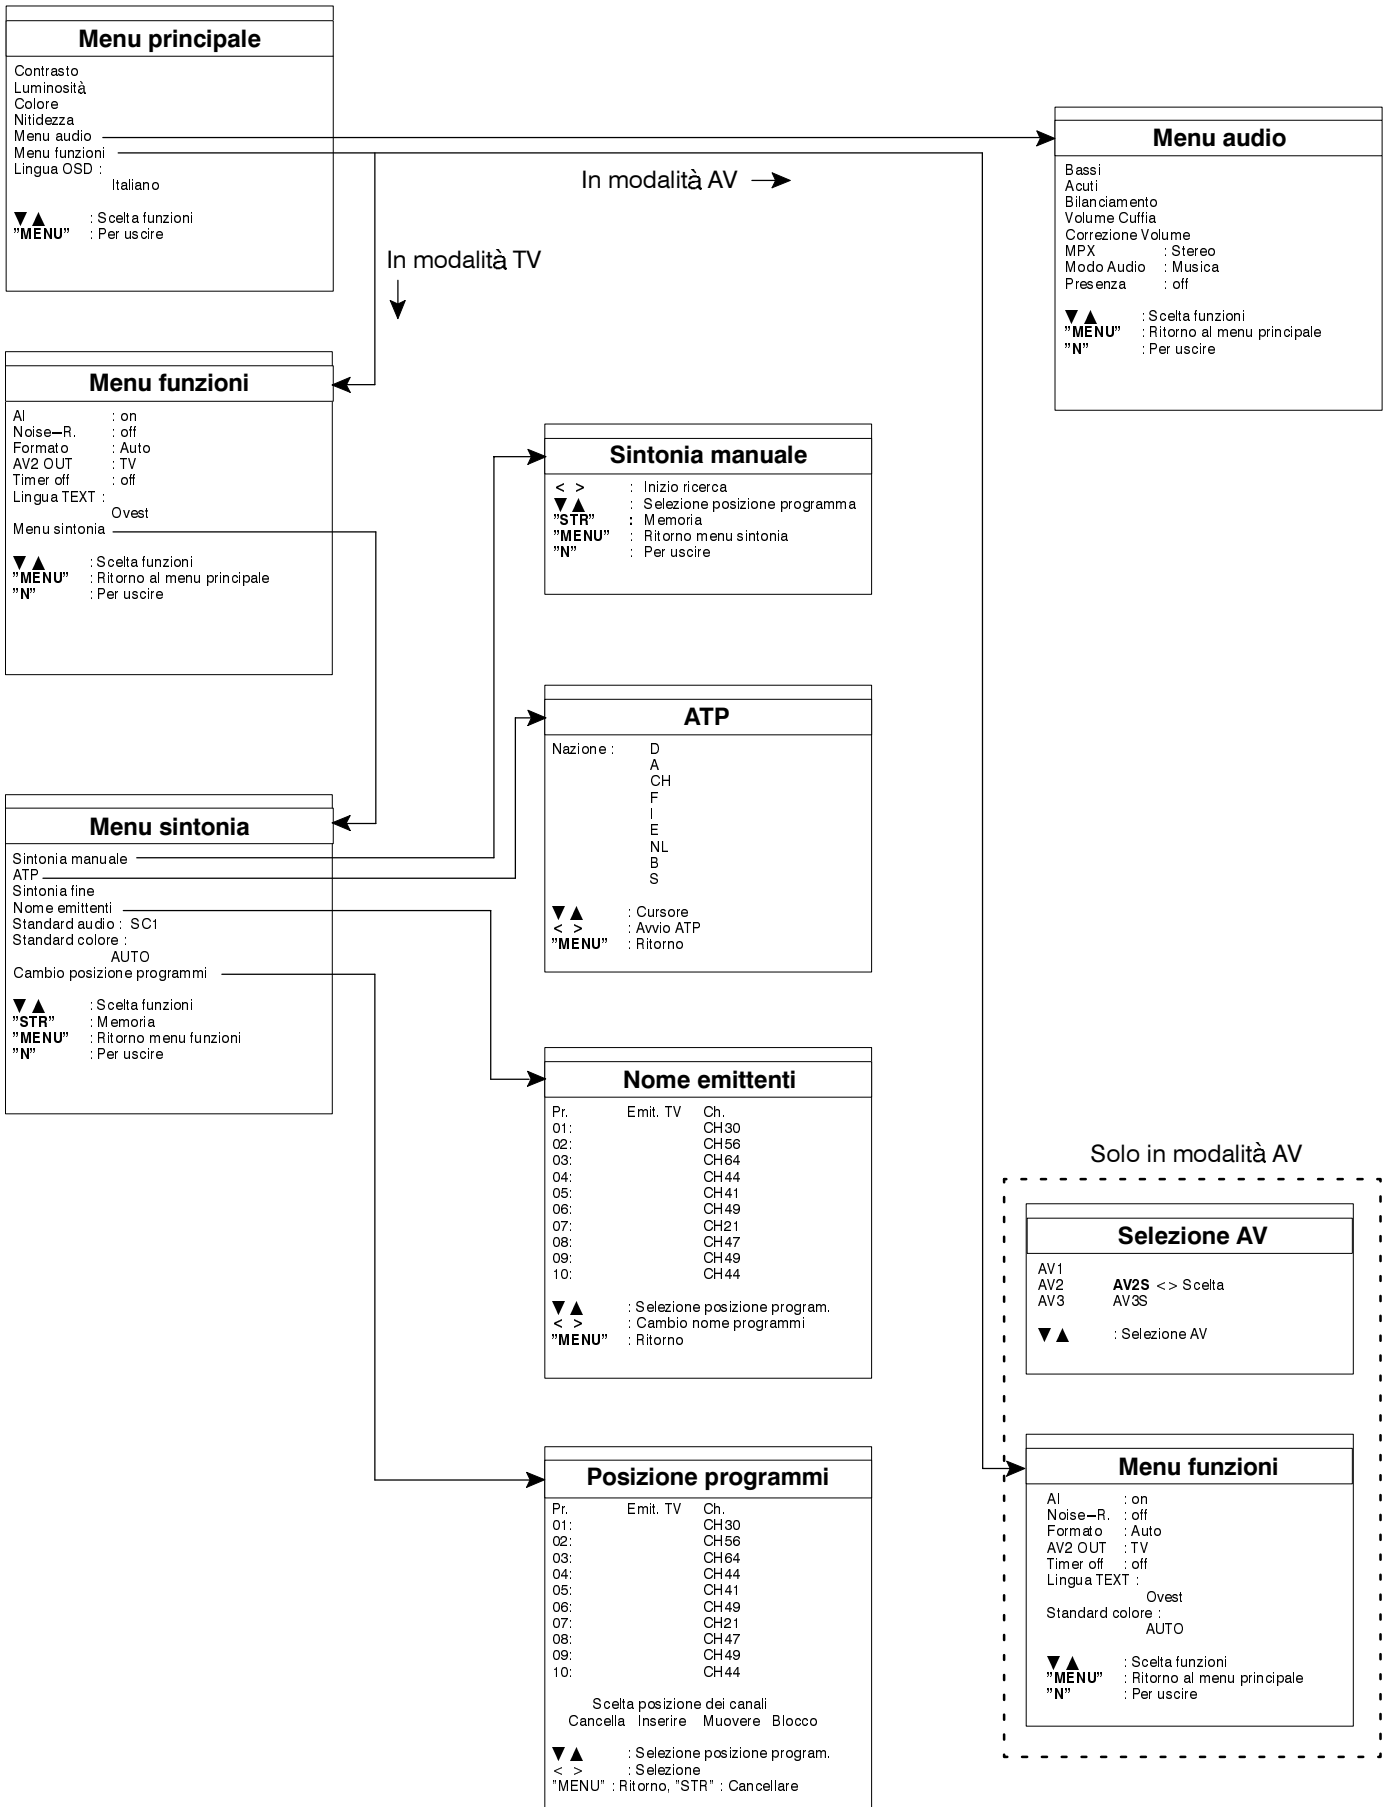 Menu principale
Contrasto
Luminosità
Colore
Nitidezza
Menu audio
Menu funzioni
Lingua OSD :
Italiano
▼ ▲ : Scelta funzioni
"MENU" : Per uscire
In modalità AV
In modalità TV
Menu audio
Bassi
Acuti
Bilanciamento
Volume Cuffia
Correzione Volume
MPX : Stereo
Modo Audio : Musica
Presenza : off
▼ ▲ : Scelta funzioni
"MENU" : Ritorno al menu principale
"N" : Per uscire
Menu funzioni
AI : on
Noise–R. : off
Formato : Auto
AV2 OUT : TV
Timer off : off
Lingua TEXT :
Ovest
Menu sintonia
▼ ▲ : Scelta funzioni
"MENU" : Ritorno al menu principale
"N" : Per uscire
Sintonia manuale
< > : Inizio ricerca
▼ ▲ : Selezione posizione programma
"STR" : Memoria
"MENU" : Ritorno menu sintonia
"N" : Per uscire
ATP
Nazione : D
A
CH
F
I
E
NL
B
S
▼ ▲ : Cursore
< > : Avvio ATP
"MENU" : Ritorno
Menu sintonia
Sintonia manuale
ATP
Sintonia fine
Nome emittenti
Standard audio : SC1
Standard colore :
AUTO
Cambio posizione programmi
▼ ▲ : Scelta funzioni
"STR" : Memoria
"MENU" : Ritorno menu funzioni
"N" : Per uscire
Nome emittenti
Pr. Emit. TV Ch.
01: CH30
02: CH56
03: CH64
04: CH44
05: CH41
06: CH49
07: CH21
08: CH47
09: CH49
10: CH44
▼ ▲ : Selezione posizione program.
< > : Cambio nome programmi
"MENU" : Ritorno
Posizione programmi
Pr. Emit. TV Ch.
01: CH30
02: CH56
03: CH64
04: CH44
05: CH41
06: CH49
07: CH21
08: CH47
09: CH49
10: CH44
Scelta posizione dei canali
Cancella Inserire Muovere Blocco
▼ ▲ : Selezione posizione program.
< > : Selezione
"MENU" : Ritorno, "STR" : Cancellare
Solo in modalità AV
Selezione AV
AV1
AV2 AV2S <> Scelta
AV3 AV3S
▼ ▲ : Selezione AV
Menu funzioni
AI : on
Noise–R. : off
Formato : Auto
AV2 OUT : TV
Timer off : off
Lingua TEXT :
Ovest
Standard colore :
AUTO
▼ ▲ : Scelta funzioni
"MENU" : Ritorno al menu principale
"N" : Per uscire